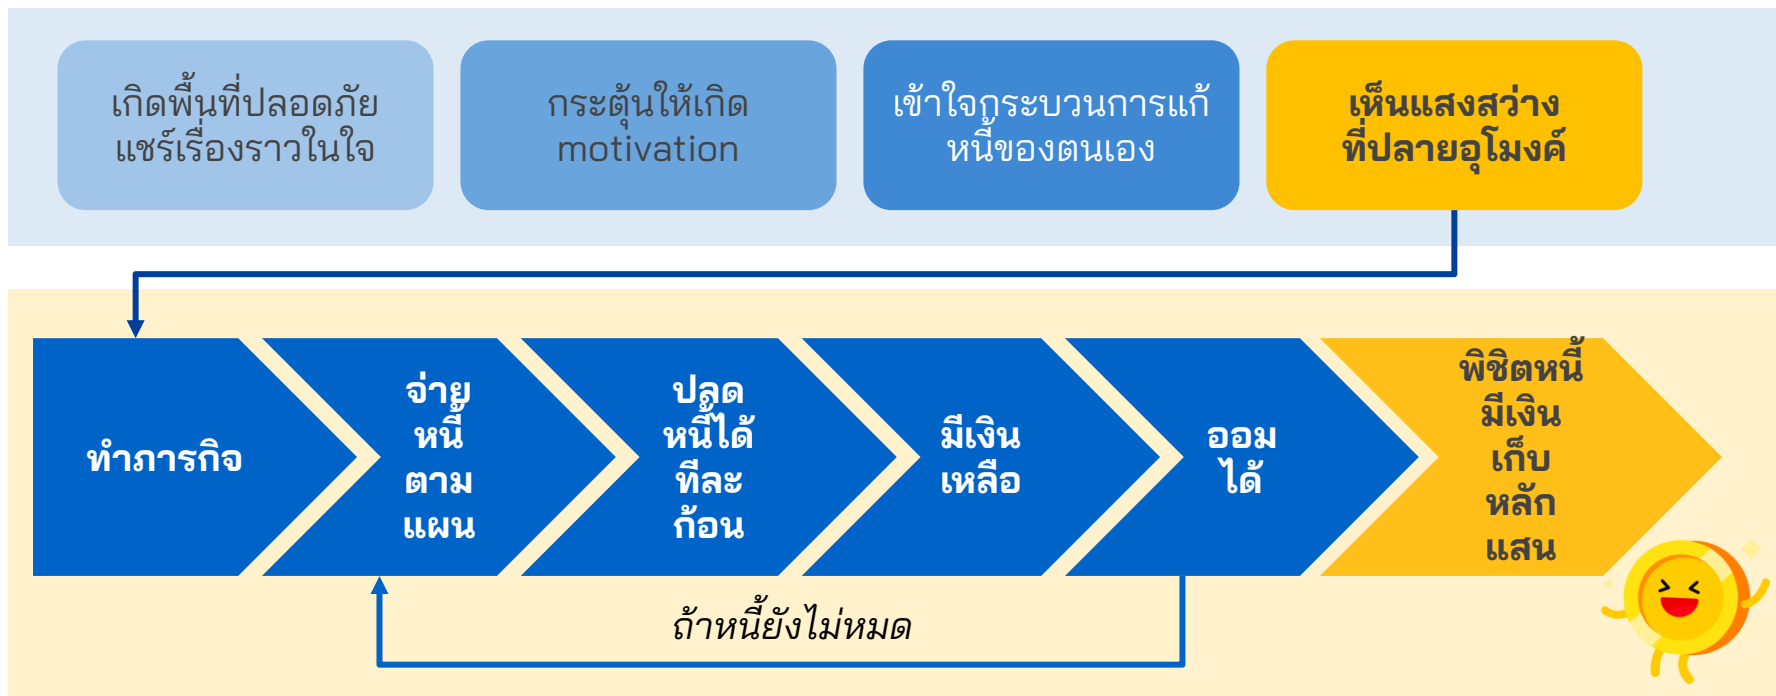 เกิดพื้นที่ปลอดภัย
แชร์เรื่องราวในใจ
กระตุ้นให้เกิด
motivation
เข้าใจกระบวนการแก้
หนี้ของตนเอง
เห็นแสงสว่าง
ที่ปลายอุโมงค์
ทำภารกิจ
จ่าย
หนี้
ตาม
แผน
ปลด
หนี้ได้
ทีละ
ก้อน
มีเงิน
เหลือ
ออม
ได้
พิชิตหนี้
มีเงิน
เก็บ
หลัก
แสน
ถ้าหนี้ยังไม่หมด